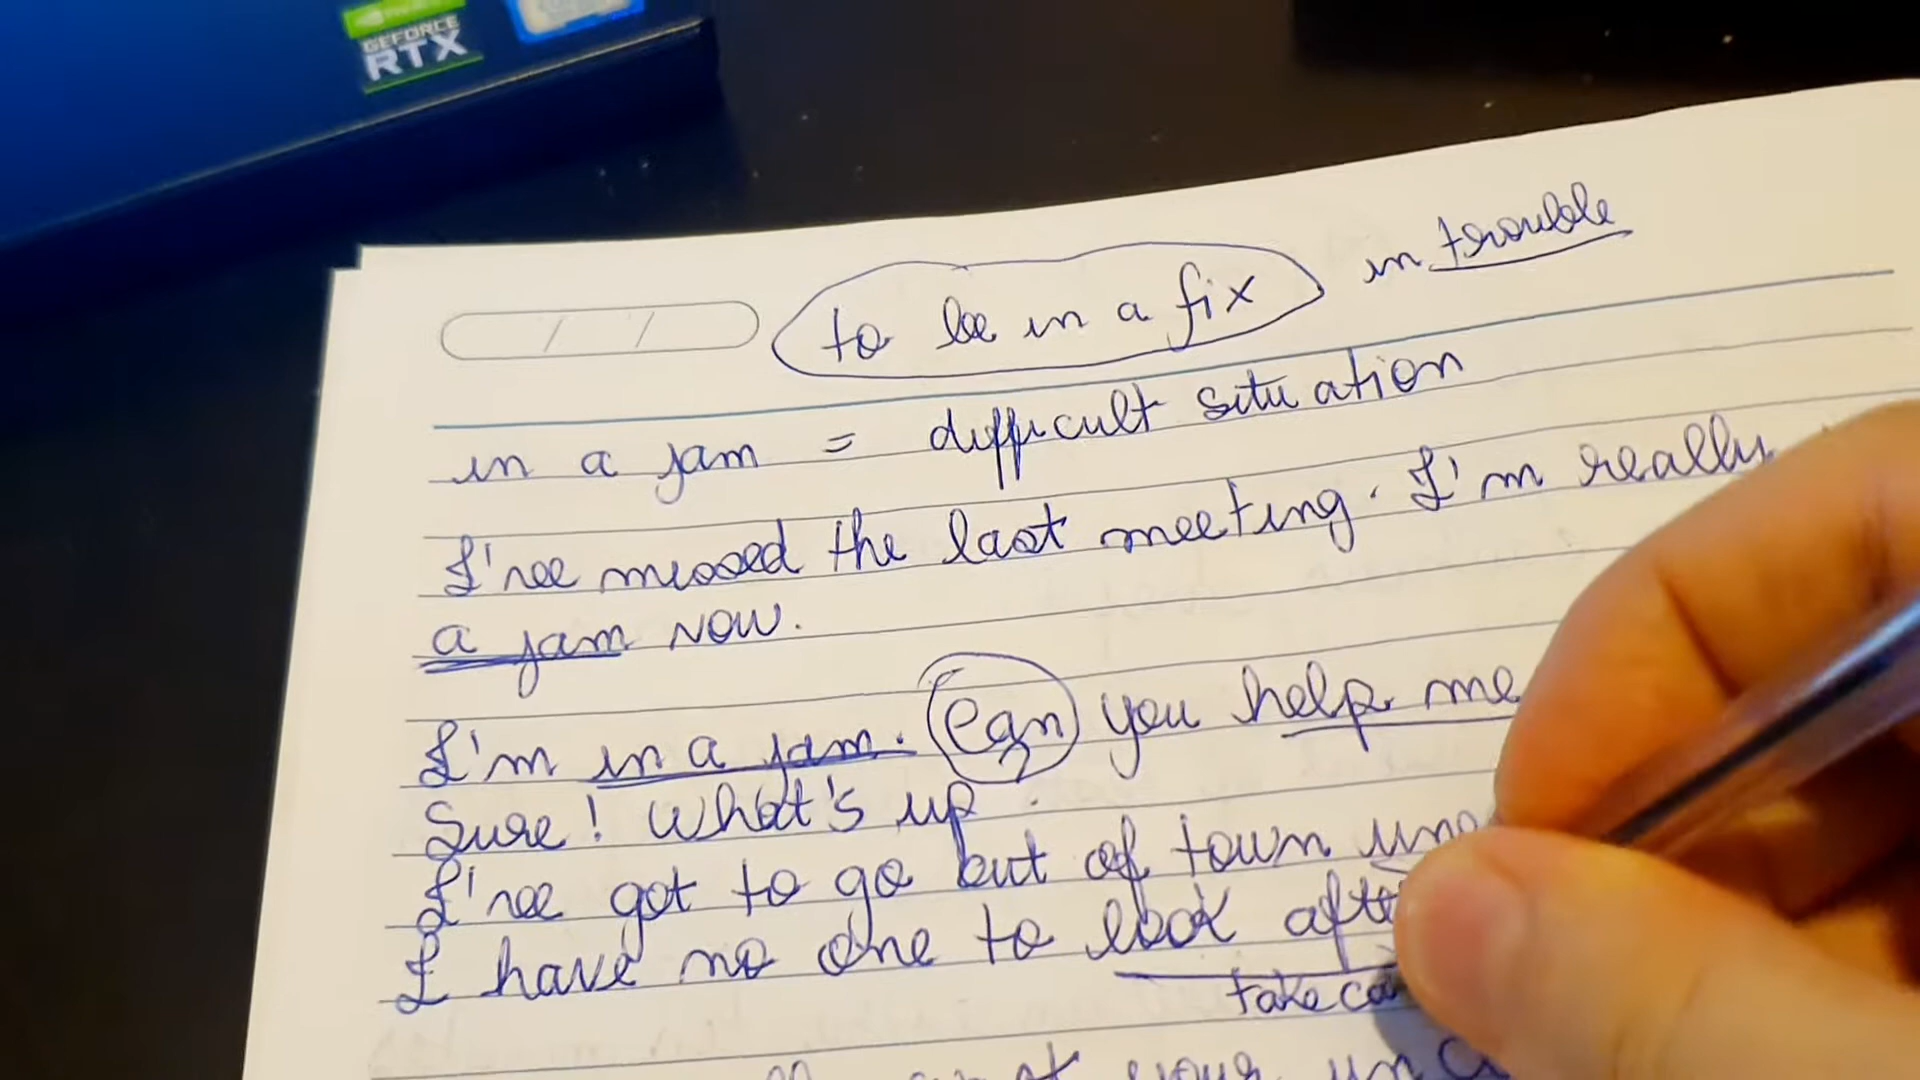 GEFORCE
RTX
to be in a fix in trouble
in a jam = difficult situation
I've missed the last meeting. I'm really
a jam now.
I'm in a jam. Can you help me
Sure! What's up
I've got to go but of town
I have no one to look after
take